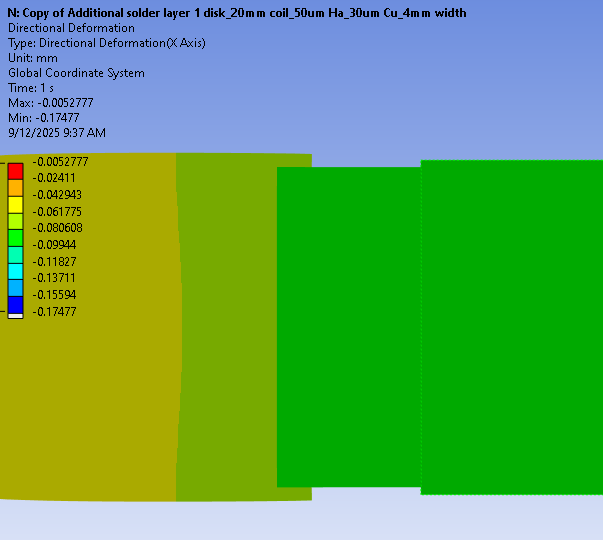 N: Copy of Additional solder layer 1 disk_20mm coil_50um Ha_30um Cu_4mm width
Directional Deformation
Type: Directional Deformation(X Axis)
Unit: mm
Global Coordinate System
Time: 1 s
Max: -0.0052777
Min: -0.17477
9/12/2025 9:37 AM
-0.0052777
-0.02411
-0.042943
-0.061775
-0.080608
-0.09944
-0.11827
-0.13711
-0.15594
-0.17477